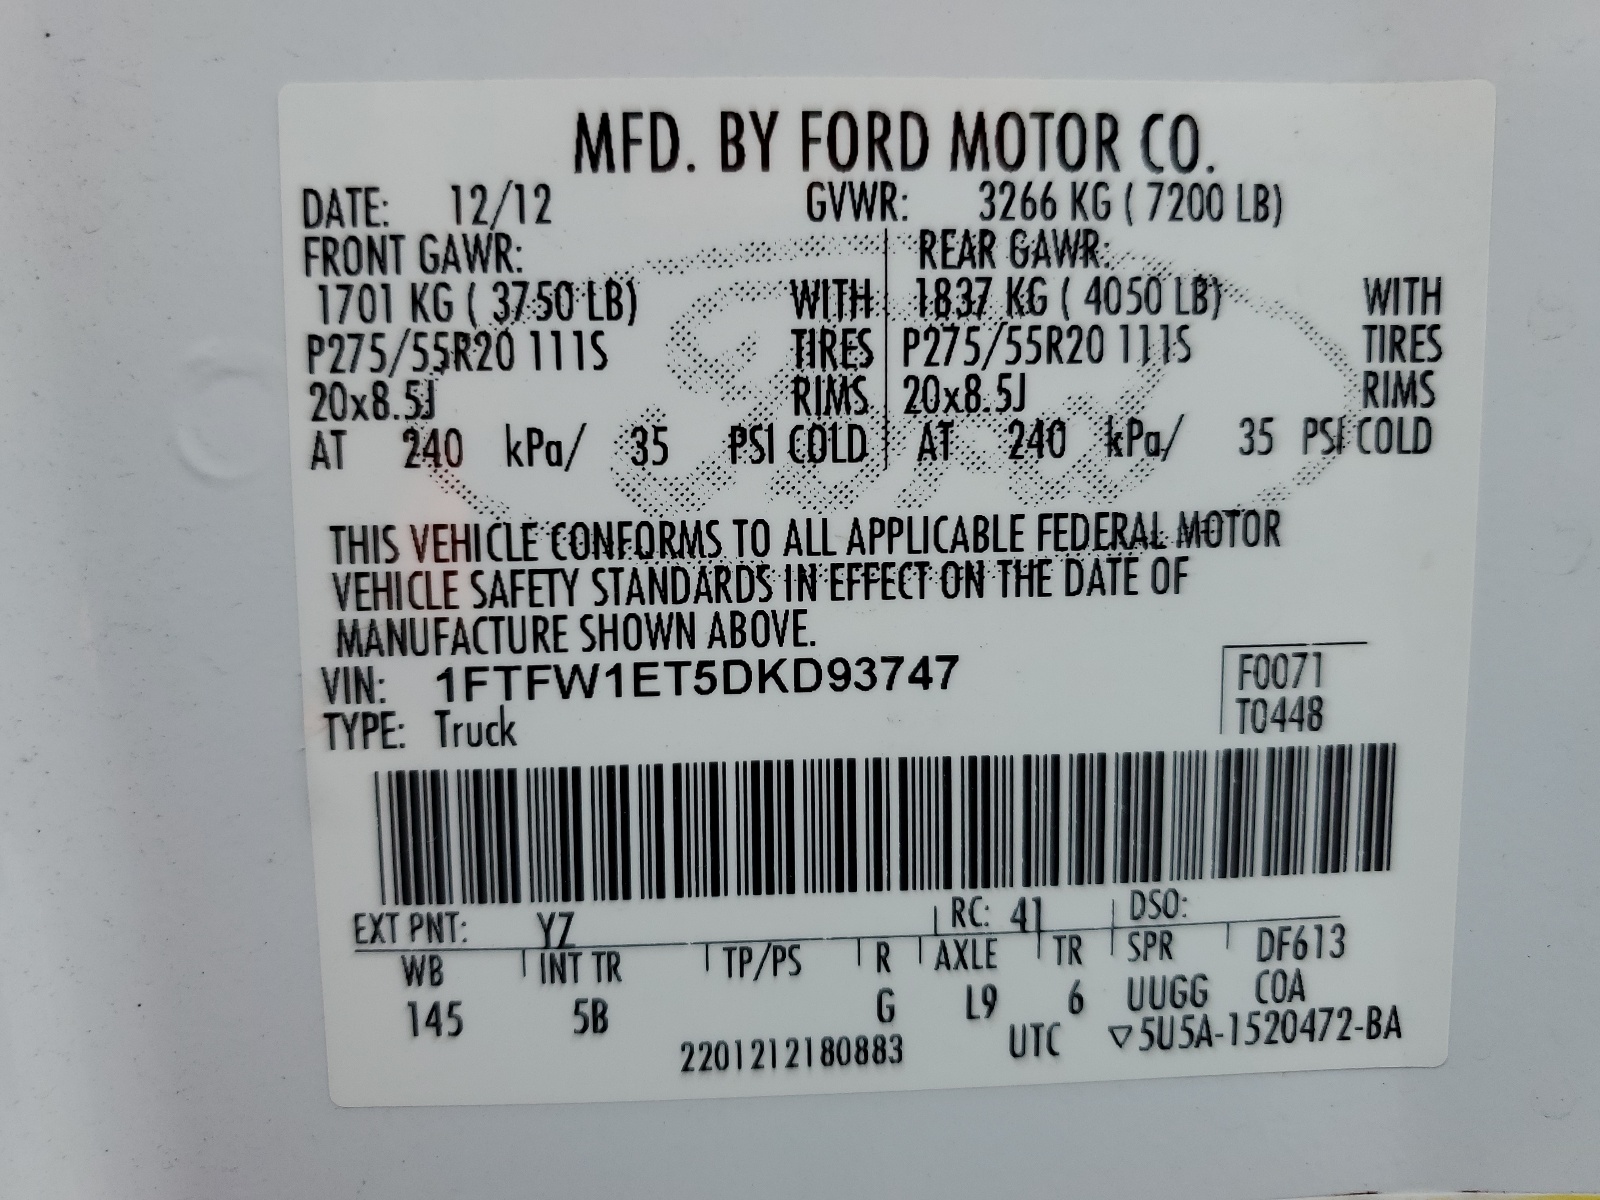 MFD. BY FORD MOTOR CO.
DATE: 12/12 GVWR: 3266 KG ( 7200 LB)
FRONT GAWR: REAR GAWR:
1701 KG ( 3750 LB) WITH 1837 KG ( 4050 LB) WITH
P275/55R20 111S TIRES P275/55R20 111S TIRES
20x8.5J RIMS 20x8.5J RIMS
AT 240 kPa/ 35 PSI COLD AT 240 kPa/ 35 PSI COLD
Ford
THIS VEHICLE CONFORMS TO ALL APPLICABLE FEDERAL MOTOR
VEHICLE SAFETY STANDARDS IN EFFECT ON THE DATE OF
MANUFACTURE SHOWN ABOVE.
VIN: 1FTFW1ET5DKD93747 F0071
TYPE: Truck T0448
EXT PNT: YZ RC: 41 DSO:
WB INT TR TP/PS R AXLE TR SPR DF613
145 5B G L9 6 UUGG COA
2201212180883 UTC ▽5U5A-1520472-BA